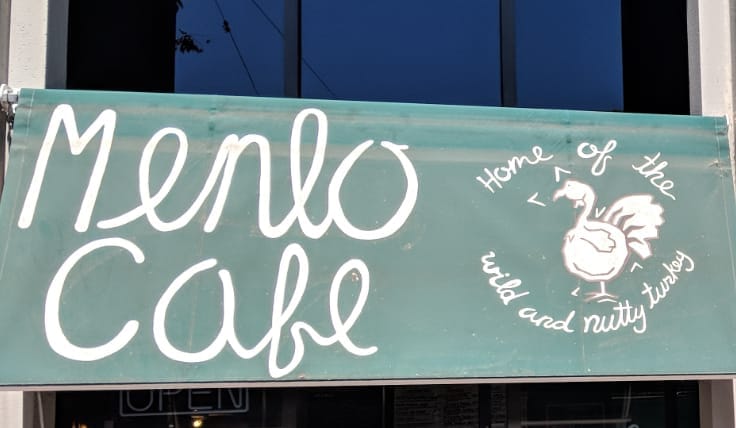 Menlo
Cafe
Home of the
wild and nutty turkey
OPEN